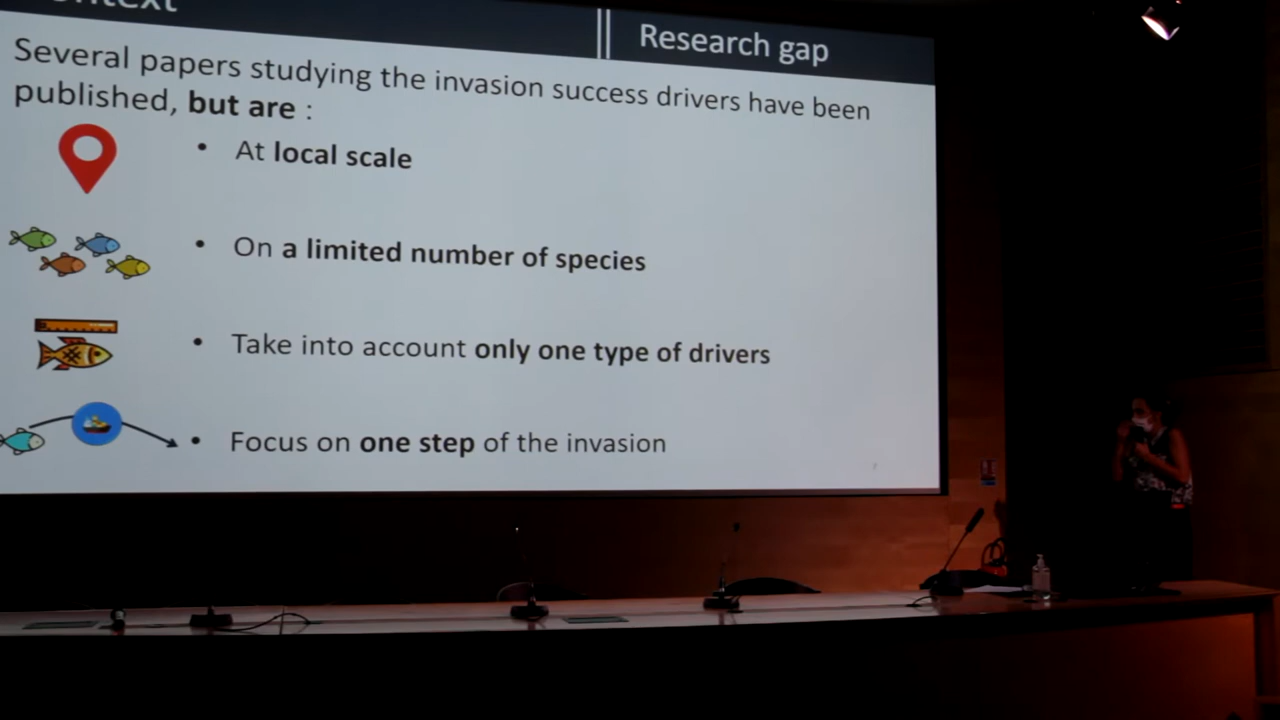 Research gap
Several papers studying the invasion success drivers have been
published, but are :
• At local scale
• On a limited number of species
• Take into account only one type of drivers
• Focus on one step of the invasion